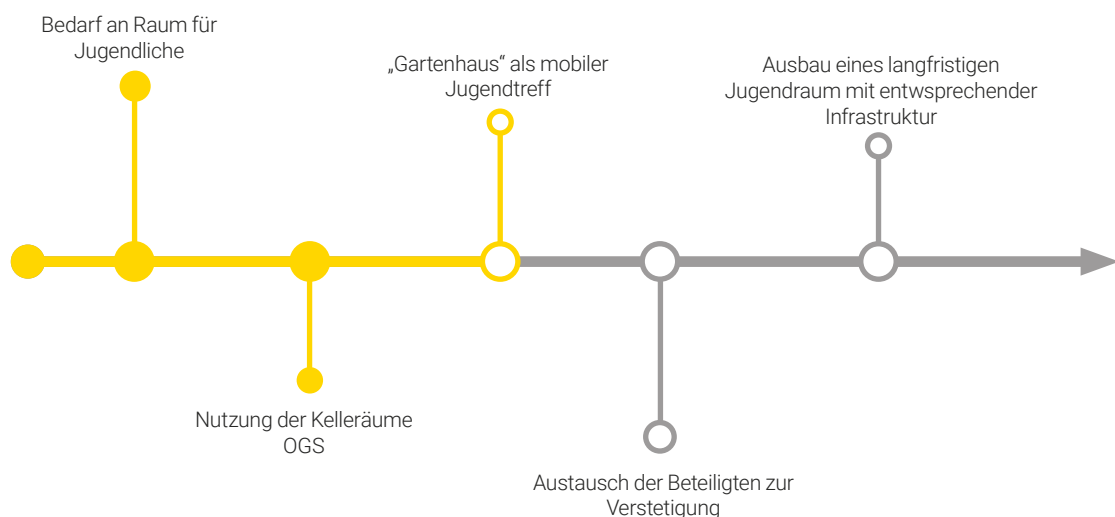 Bedarf an Raum für
Jugendliche
„Gartenhaus“ als mobiler
Jugendtreff
Ausbau eines langfristigen
Jugendraum mit entwsprechender
Infrastruktur
Nutzung der Kelleräume
OGS
Austausch der Beteiligten zur
Verstetigung